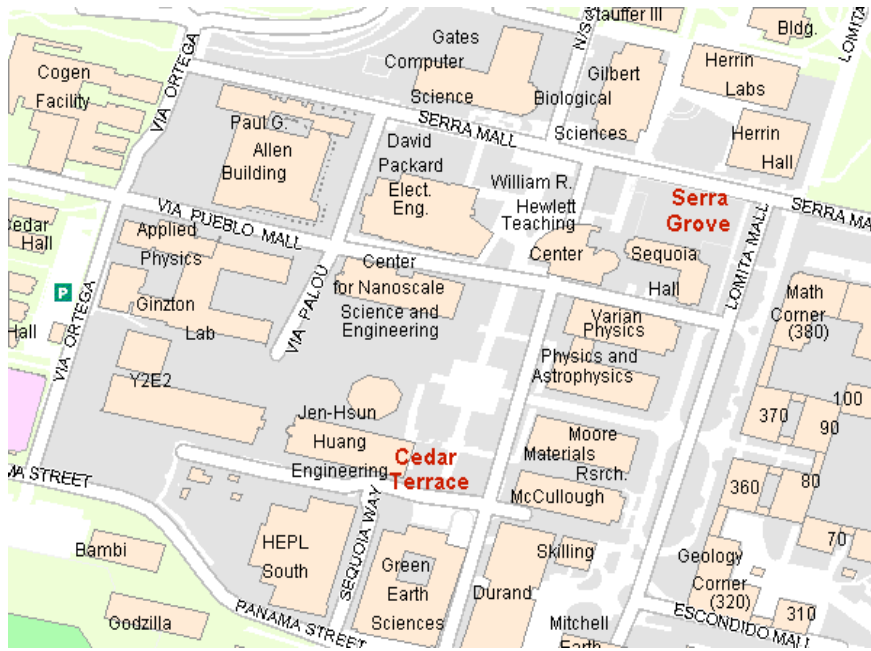 Stauffer III
Bldg.
LOMITA
N/S
Gates
Computer
Science
Gilbert
Biological
Sciences
Herrin
Labs
Herrin
Hall
Cogen
Facility
VIA ORTEGA
Paul G.
Allen
Building
SERRA MALL
David
Packard
Elect.
Eng.
William R.
Hewlett
Teaching
Center
Serra
Grove
SERRA MA
Sequoia
Hall
LOMITA MALL
Cedar
Hall
VIA PUEBLO MALL
Applied
Physics
Ginzton
Lab
P
Hall
VIA ORTEGA
VIA PALOU
Center
for Nanoscale
Science and
Engineering
Varian
Physics
Physics and
Astrophysics
Math
Corner
(380)
Y2E2
Jen-Hsun
Huang
Engineering
Cedar
Terrace
Moore
Materials
Rsrch.
McCullough
100
370
90
360
80
70
MA STREET
Bambi
HEPL
South
SEQUOIA WAY
Green
Earth
Sciences
Durand
Skilling
Geology
Corner
(320)
310
Godzilla
PANAMA STREET
Mitchell
Earth
ESCONDIDO MALL